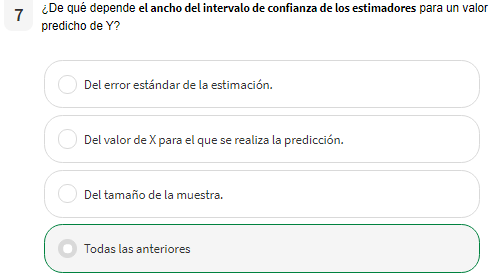 7
¿De qué depende el ancho del intervalo de confianza de los estimadores para un valor
predicho de Y?
Del error estándar de la estimación.
Del valor de X para el que se realiza la predicción.
Del tamaño de la muestra.
Todas las anteriores